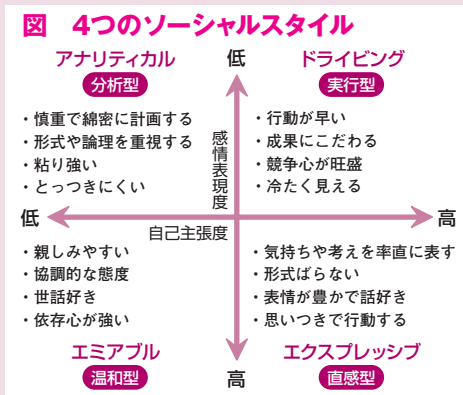 図 4つのソーシャルスタイル
アナリティカル
分析型
・慎重で綿密に計画する
・形式や論理を重視する
・粘り強い
・とっつきにくい
低
ドライビング
実行型
・行動が早い
・成果にこだわる
・競争心が旺盛
・冷たく見える
感情表現度
低
自己主張度
高
・親しみやすい
・協調的な態度
・世話好き
・依存心が強い
エミアブル
温和型
・気持ちや考えを率直に表す
・形式ばらない
・表情が豊かで話好き
・思いつきで行動する
エクスプレッシブ
直感型
高